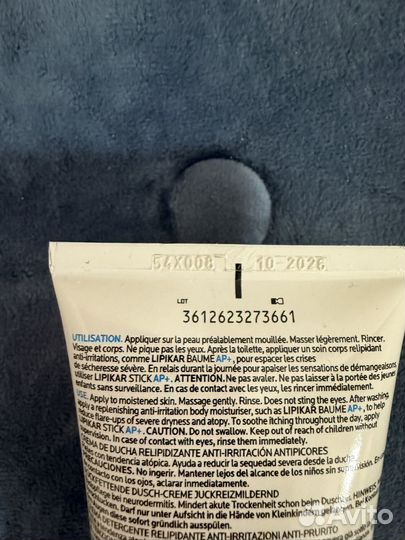 54X008 10-2026
LOT
3612623273661
UTILISATION. Appliquer sur la peau préalablement mouillée. Masser légèrement. Rincer.
Visage et corps. Ne pique pas les yeux. Après la toilette, appliquer un soin corps relipidant
anti-irritations, comme LIPIKAR BAUME AP+, pour espacer les crises
de sécheresse sévère. En relais durant la journée pour apaiser les sensations de démangeaisons,
utiliser LIPIKAR STICK AP+. ATTENTION. Ne pas avaler. Ne pas laisser à la portée des jeunes
enfants sans surveillance. En cas de contact avec les yeux, les rincer immédiatement.
USE. Apply to moistened skin. Massage gently. Rinse. Does not sting the eyes. After washing,
apply a replenishing anti-irritation body moisturiser, such as LIPIKAR BAUME AP+, to help
reduce flare-ups of severe dryness and atopy. To soothe itching throughout the day, apply
LIPIKAR STICK AP+. CAUTION. Do not swallow. Keep out of reach of children without
supervision. In case of contact with eyes, rinse them immediately.
CREMA DE DUCHA RELIPIDIZANTE ANTI-IRRITACIÓN ANTIPICORES
con tendencia atópica. Ayuda a reducir la sequedad severa desde la ducha.
PRECAUCIONES. No ingerir. Mantener lejos del alcance de los niños sin supervisión. En
con los ojos, aclarar inmediatamente.
DUSCH-CREME JUCKREIZMILDERND
bei neurodermitis. Mindert akute Trockenheit schon beim Duschen. HINWEIS
Darf nur unter Aufsicht in die Hände von Kleinkindern gelangen. Bei Kontakt
diese sofort gründlich ausspülen.
DETERGENTE RELIPIDANTE ANTI-IRRITAZIONI ANTI-PRURITO
Avito